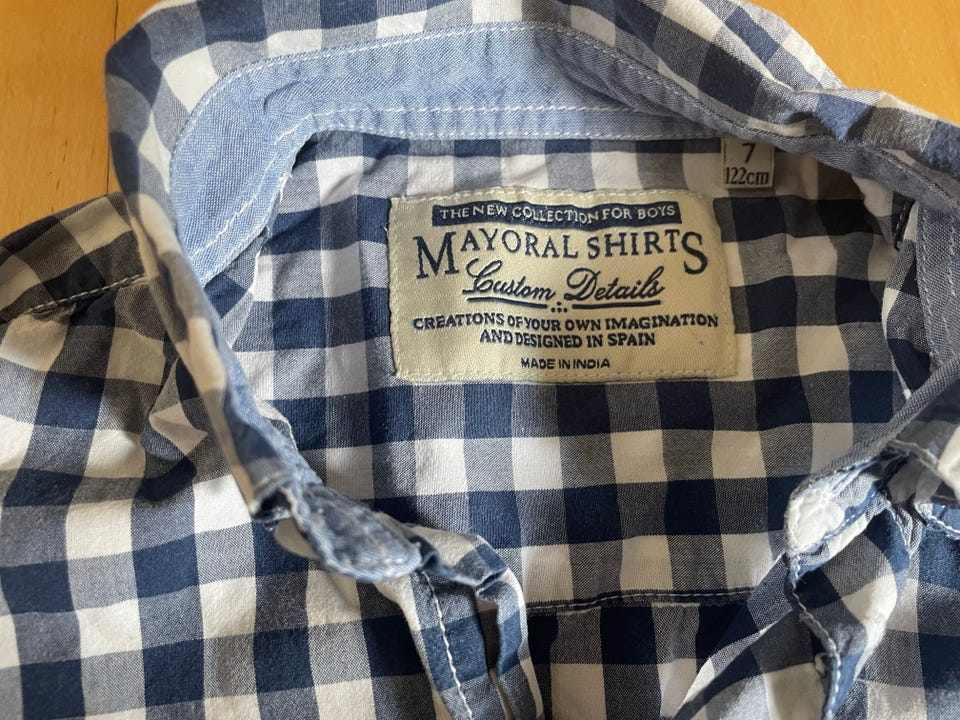 7
122cm
THE NEW COLLECTION FOR BOYS
MAYORAL SHIRTS
Custom Details
CREATIONS OF YOUR OWN IMAGINATION
AND DESIGNED IN SPAIN
MADE IN INDIA